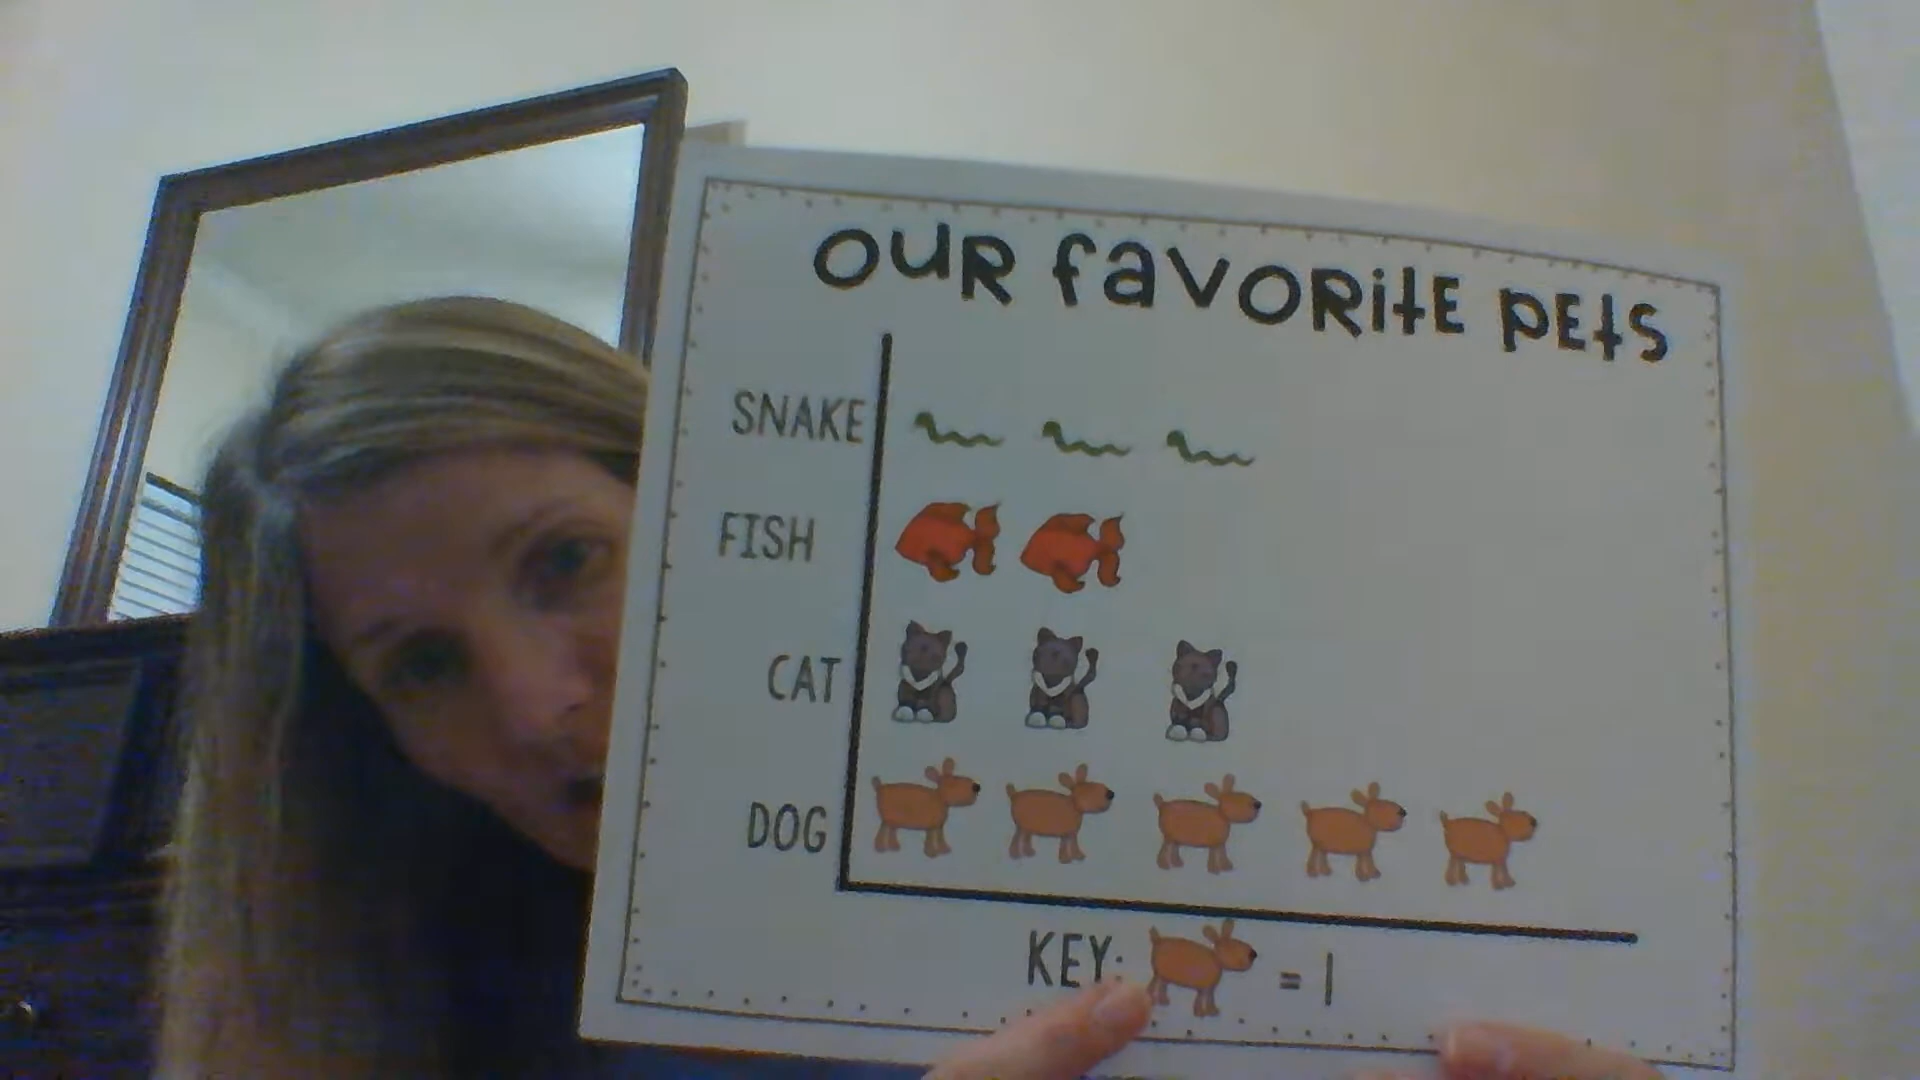 OUR FAVORITE PETS
SNAKE
FISH
CAT
DOG
KEY: = 1